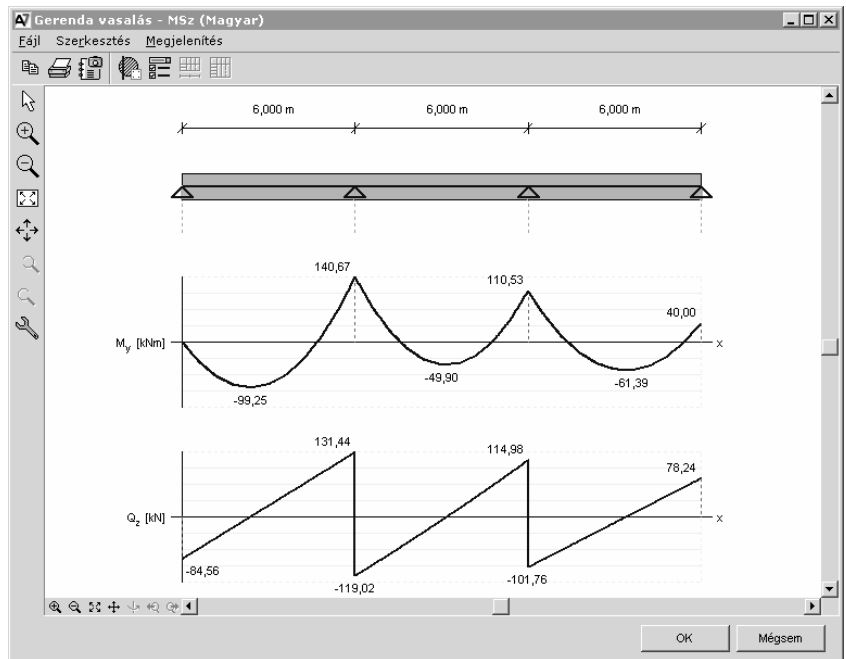 Gerenda vasalás - MSz (Magyar)
Fájl Szerkesztés Megjelenítés
6,000 m 6,000 m 6,000 m
140,67
110,53
40,00
My [kNm] x
-49,90
-61,39
-99,25
131,44
114,98
78,24
Qz [kN] x
-84,56
-101,76
-119,02
OK Mégsem